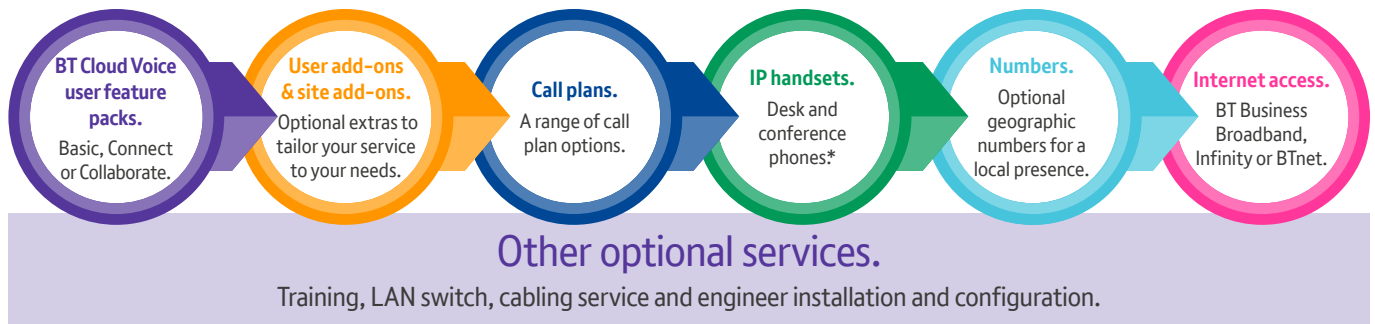 BT Cloud Voice
user feature
packs.
Basic, Connect
or Collaborate.
User add-ons
& site add-ons.
Optional extras to
tailor your service
to your needs.
Call plans.
A range of call
plan options.
IP handsets.
Desk and
conference
phones.*
Numbers.
Optional
geographic
numbers for a
local presence.
Internet access.
BT Business
Broadband,
Infinity or BTnet.
Other optional services.
Training, LAN switch, cabling service and engineer installation and configuration.